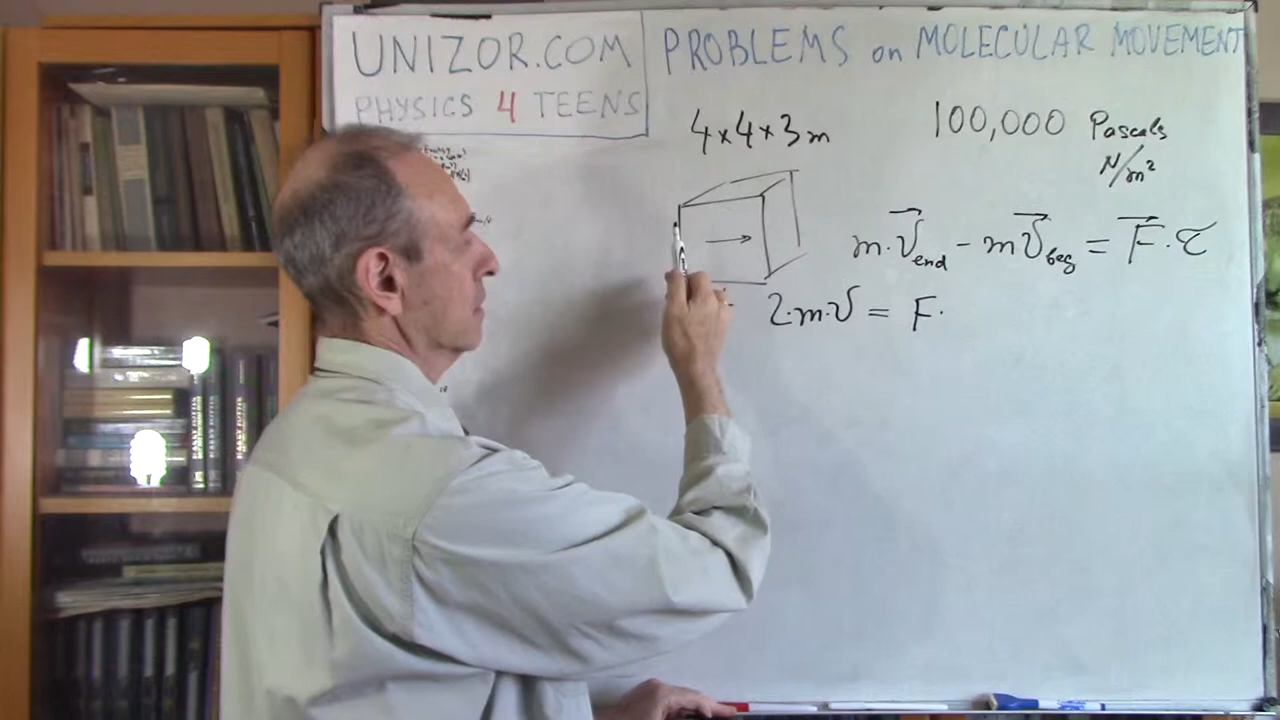 UNIZOR.COM
PHYSICS 4 TEENS
PROBLEMS on MOLECULAR MOVEMENT
4 x 4 x 3 m
100,000 Pascals
N/m²
m·v⃗end - mv⃗beg = F⃗·τ
2·m·v = F·